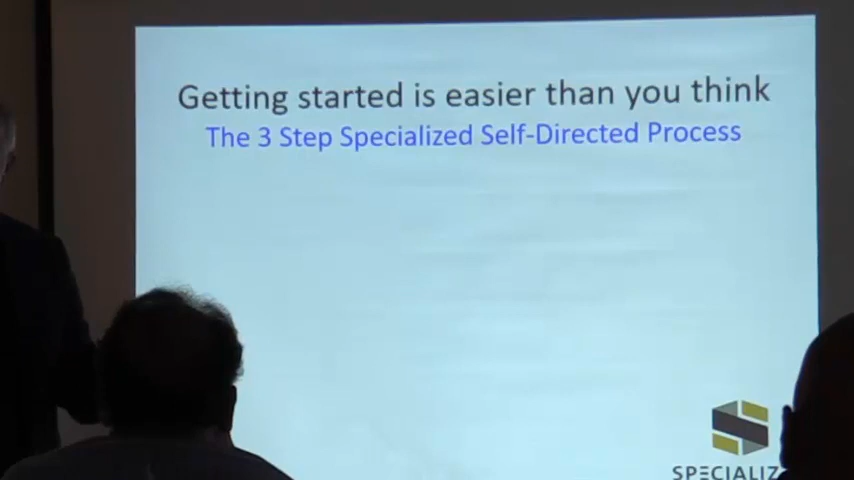 Getting started is easier than you think
The 3 Step Specialized Self-Directed Process